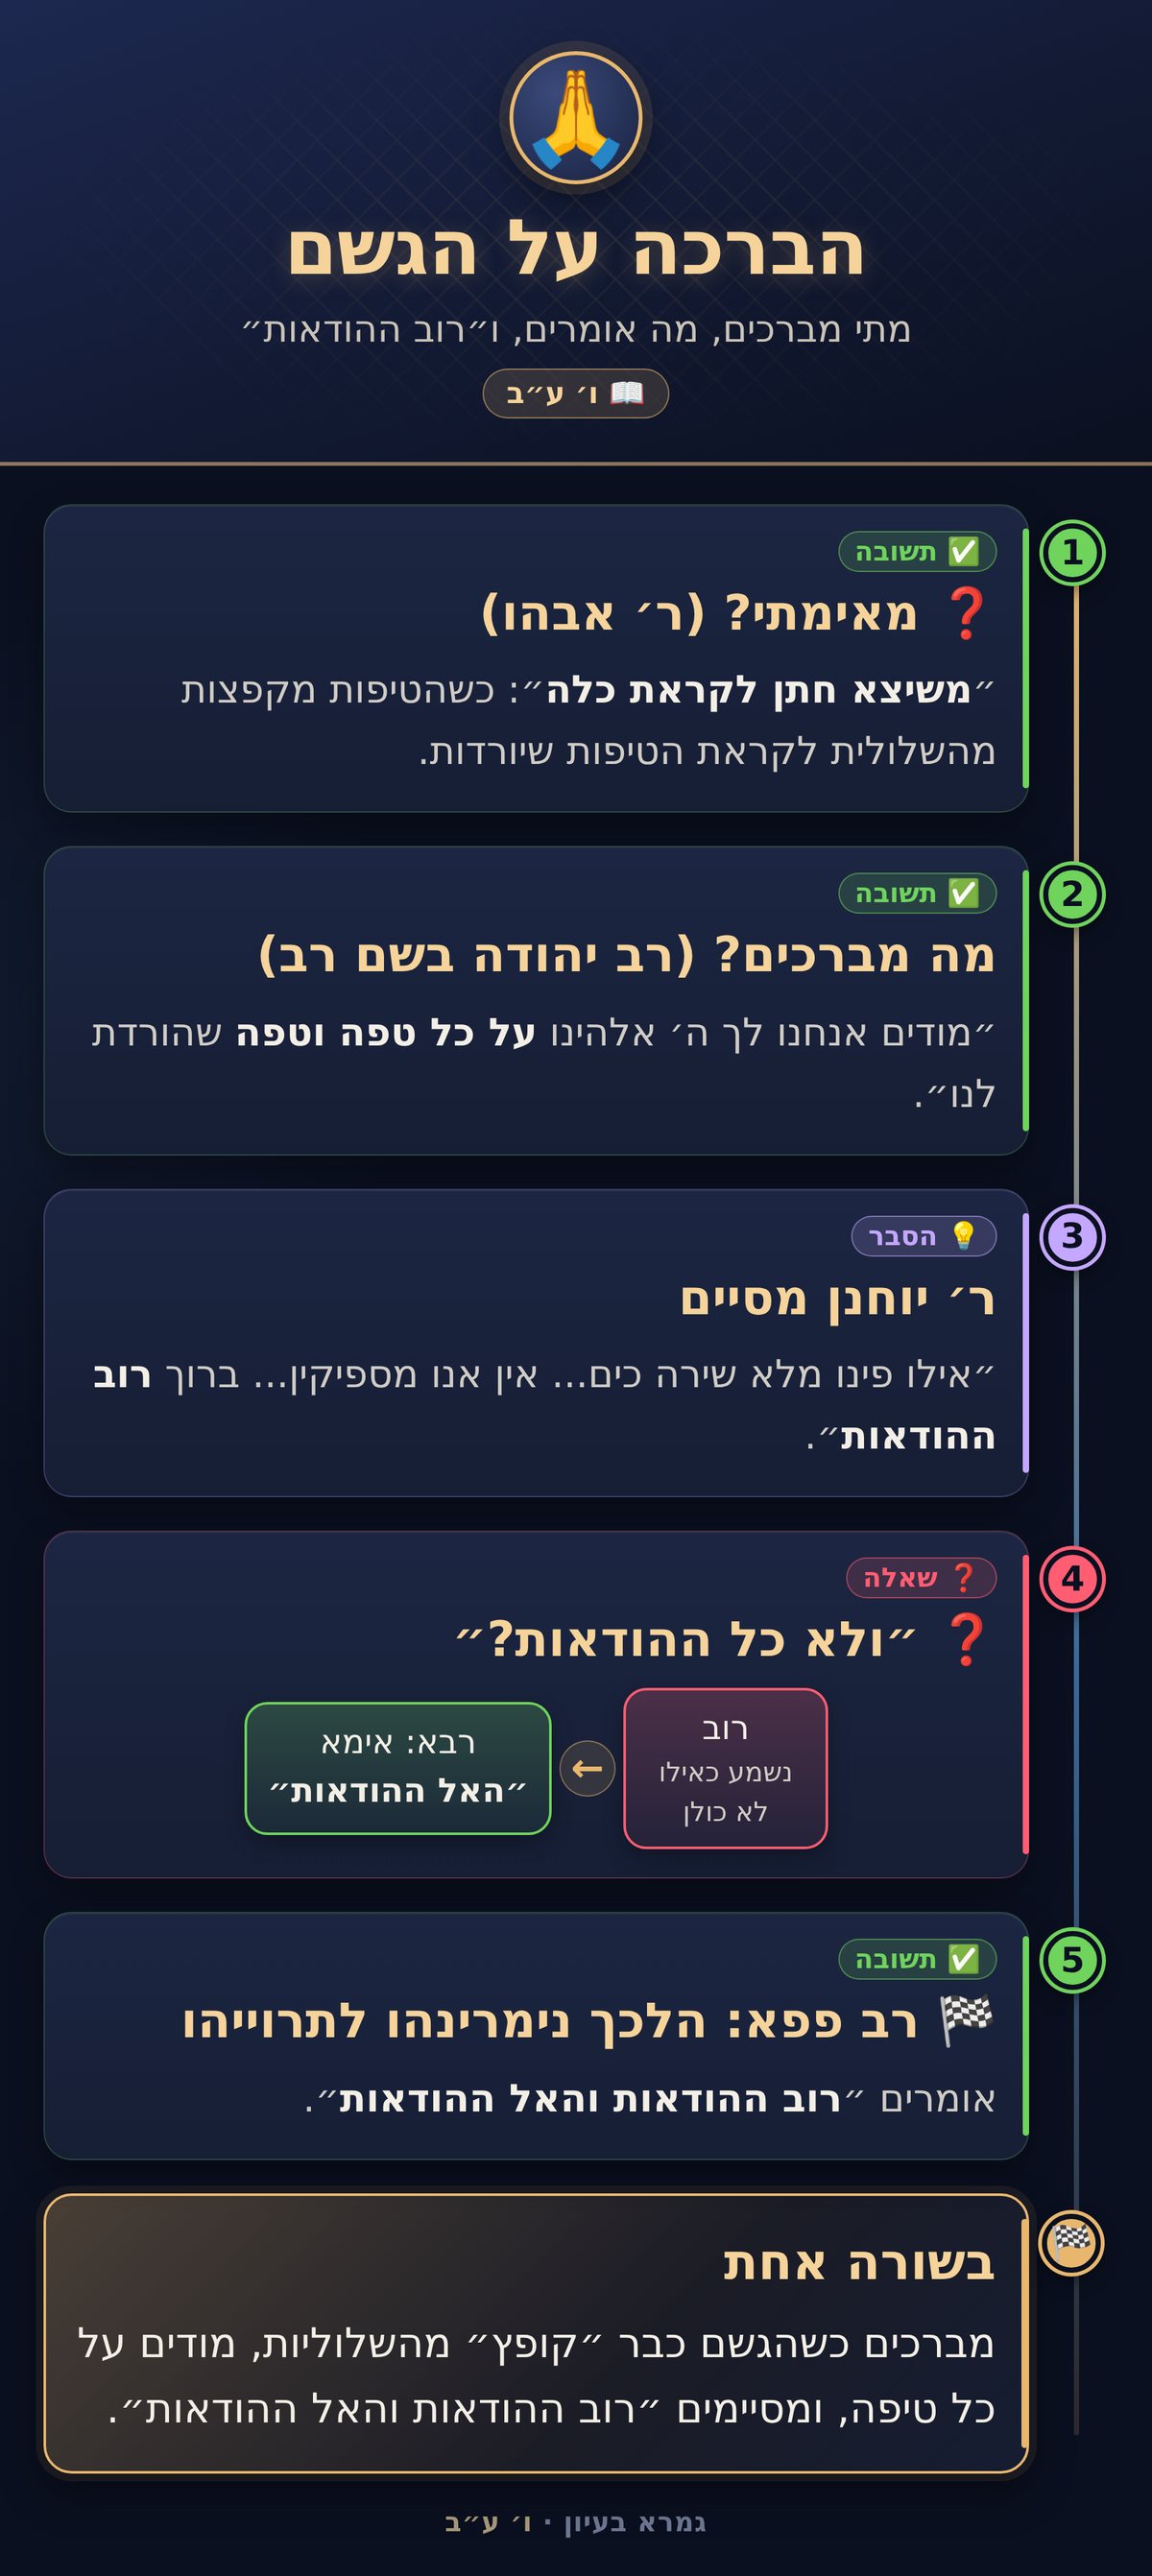 הברכה על הגשם
מתי מברכים, מה אומרים, ו״רוב ההודאות״
📖 ו׳ ע״ב
1
✅ תשובה
❓ מאימתי? (ר׳ אבהו)
״משיצא חתן לקראת כלה״: כשהטיפות מקפצות
מהשלולית לקראת הטיפות שיורדות.
2
✅ תשובה
מה מברכים? (רב יהודה בשם רב)
״מודים אנחנו לך ה׳ אלהינו על כל טפה וטפה שהורדת
לנו״.
3
💡 הסבר
ר׳ יוחנן מסיים
״אילו פינו מלא שירה כים... אין אנו מספיקין... ברוך רוב
ההודאות״.
4
❓ שאלה
❓ ״ולא כל ההודאות?״
רוב
נשמע כאילו
לא כולן
←
רבא: אימא
״האל ההודאות״
5
✅ תשובה
🏁 רב פפא: הלכך נימרינהו לתרוייהו
אומרים ״רוב ההודאות והאל ההודאות״.
בשורה אחת
מברכים כשהגשם כבר ״קופץ״ מהשלוליות, מודים על
כל טיפה, ומסיימים ״רוב ההודאות והאל ההודאות״.
גמרא בעיון · ו׳ ע״ב